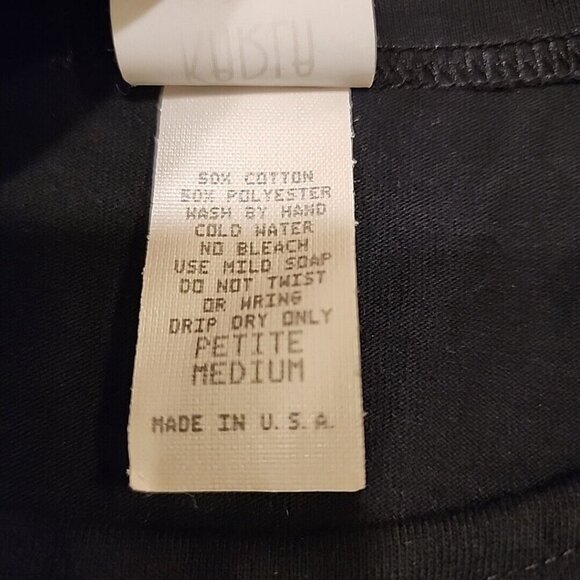 50% COTTON
50% POLYESTER
WASH BY HAND
COLD WATER
NO BLEACH
USE MILD SOAP
DO NOT TWIST
OR WRING
DRIP DRY ONLY
PETITE
MEDIUM
MADE IN U.S.A.